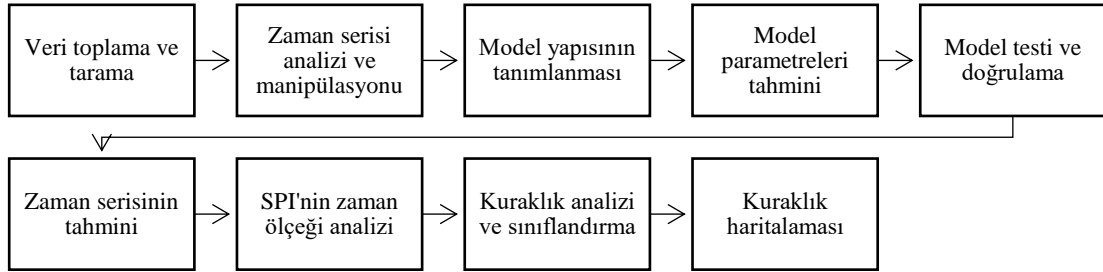 Veri toplama ve
tarama
Zaman serisi
analizi ve
manipülasyonu
Model yapısının
tanımlanması
Model
parametreleri
tahmini
Model testi ve
doğrulama
Zaman serisinin
tahmini
SPI'nin zaman
ölçeği analizi
Kuraklık analizi
ve sınıflandırma
Kuraklık
haritalaması